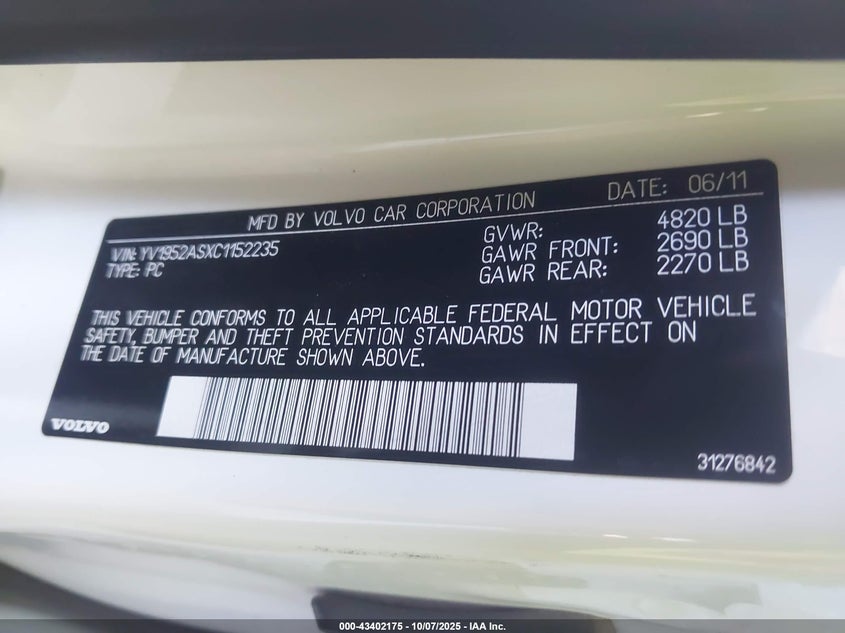 MFD BY VOLVO CAR CORPORATION DATE: 06/11
VIN: YV1952ASXC1152235 GVWR: 4820 LB
TYPE: PC GAWR FRONT: 2690 LB
GAWR REAR: 2270 LB
THIS VEHICLE CONFORMS TO ALL APPLICABLE FEDERAL MOTOR VEHICLE
SAFETY, BUMPER AND THEFT PREVENTION STANDARDS IN EFFECT ON
THE DATE OF MANUFACTURE SHOWN ABOVE.
VOLVO
31276842
000-43402175 - 10/07/2025 - IAA Inc.